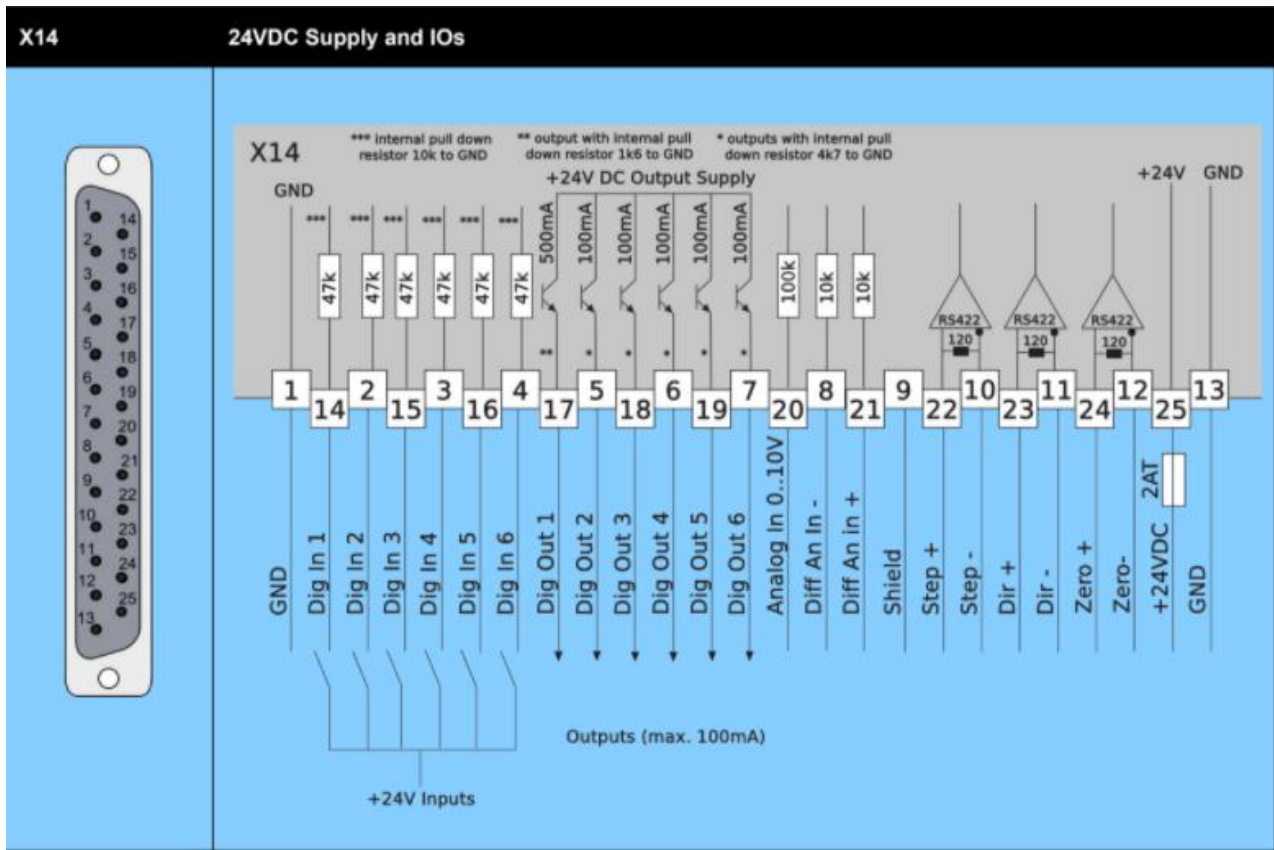 X14 24VDC Supply and IOs
1
14
2
15
3
16
4
17
5
18
6
19
7
20
8
21
9
22
10
23
11
24
12
25
13
X14
*** internal pull down
resistor 10k to GND
** output with internal pull
down resistor 1k6 to GND
* outputs with internal pull
down resistor 4k7 to GND
+24V DC Output Supply
GND
+24V GND
*** *** *** *** *** ***
500mA 100mA 100mA 100mA 100mA 100mA
47k 47k 47k 47k 47k 47k 100k 10k 10k
RS422 RS422 RS422
120 120 120
** * * * * *
1 2 3 4 5 6 7 8 9 10 11 12 13
14 15 16 17 18 19 20 21 22 23 24 25
2AT
GND
Dig In 1
Dig In 2
Dig In 3
Dig In 4
Dig In 5
Dig In 6
Dig Out 1
Dig Out 2
Dig Out 3
Dig Out 4
Dig Out 5
Dig Out 6
Analog In 0..10V
Diff An In -
Diff An in +
Shield
Step +
Step -
Dir +
Dir -
Zero +
Zero-
+24VDC
GND
Outputs (max. 100mA)
+24V Inputs